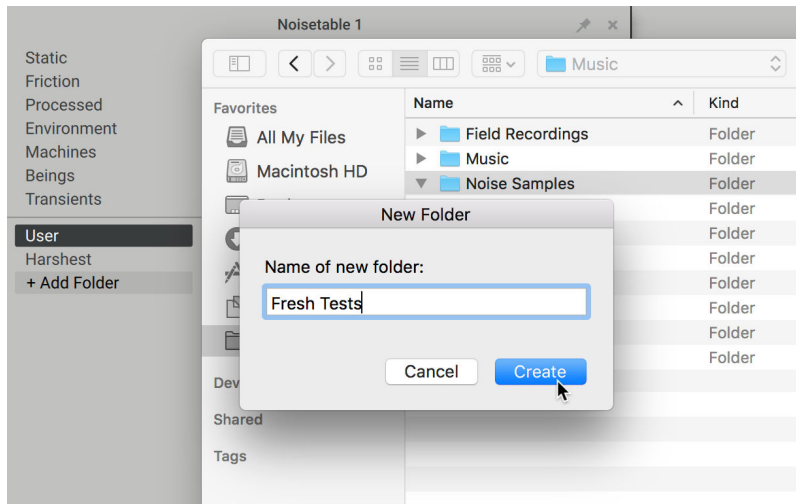 Noisetable 1
Static
Friction
Processed
Environment
Machines
Beings
Transients
User
Harshest
+ Add Folder
Music
Favorites
All My Files
Macintosh HD
Dev
Shared
Tags
Name
Kind
Field Recordings
Folder
Music
Folder
Noise Samples
Folder
Folder
Folder
Folder
Folder
Folder
Folder
Folder
New Folder
Name of new folder:
Fresh Tests
Cancel
Create